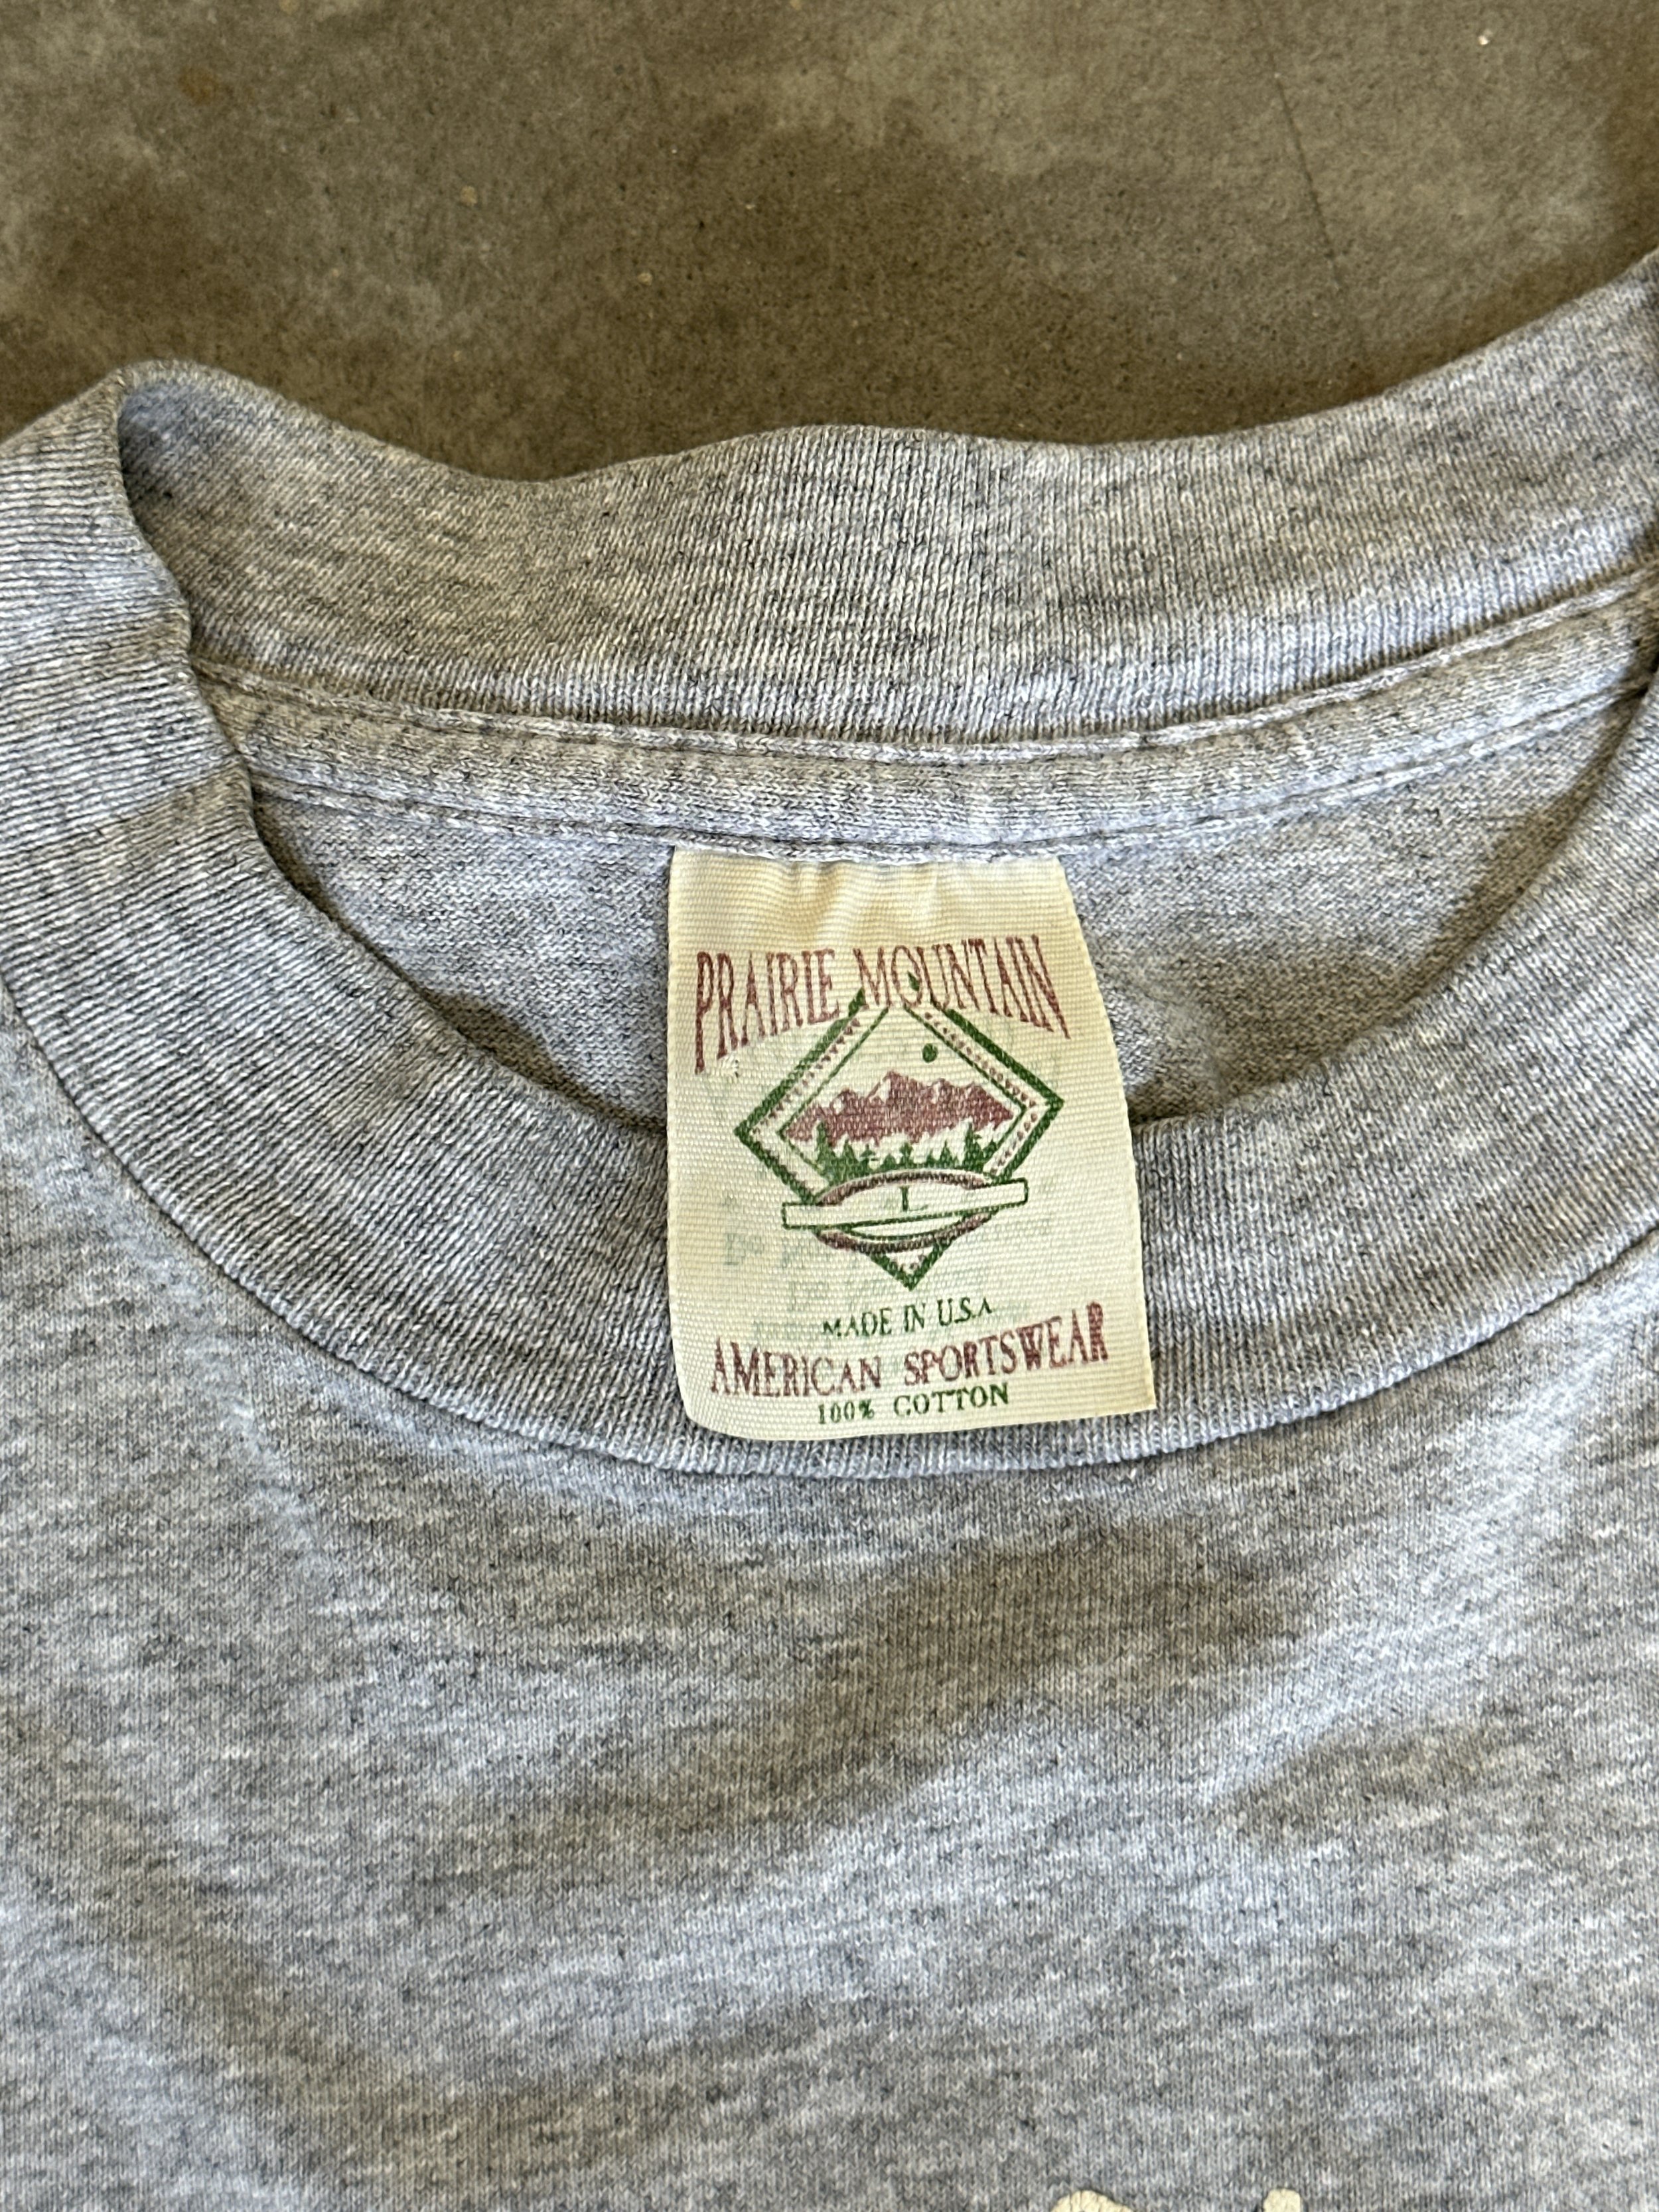 PRAIRIE MOUNTAIN
L
MADE IN U.S.A
AMERICAN SPORTSWEAR
100% COTTON